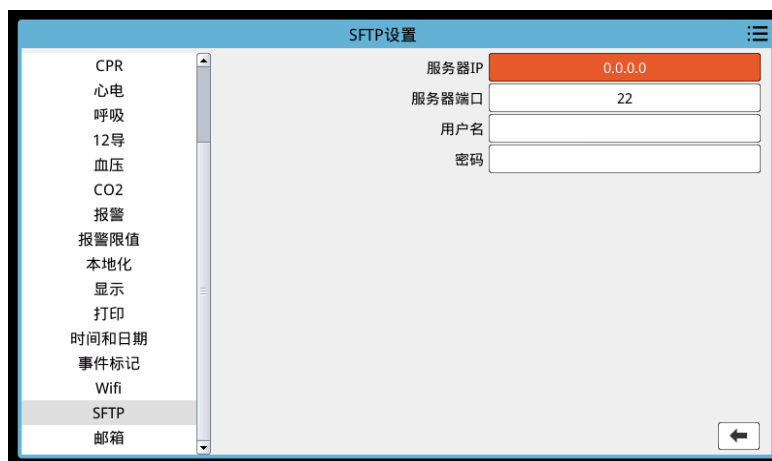 SFTP设置
CPR
心电
呼吸
12导
血压
CO2
报警
报警限值
本地化
显示
打印
时间和日期
事件标记
Wifi
SFTP
邮箱
服务器IP 0.0.0.0
服务器端口 22
用户名
密码